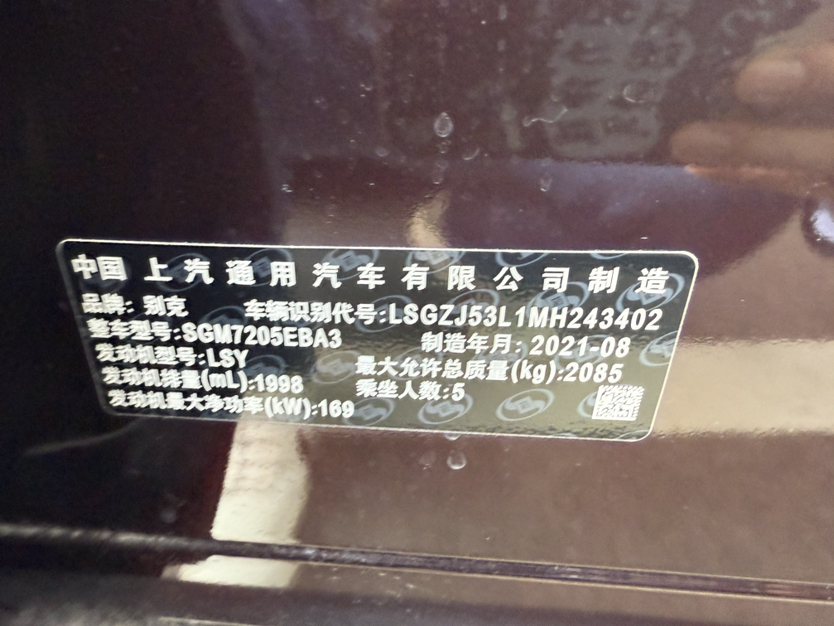 中国 上汽通用汽车有限公司制造
品牌: 别克 车辆识别代号:LSGZJ53L1MH243402
整车型号:SGM7205EBA3 制造年月: 2021-08
发动机型号:LSY 最大允许总质量(kg):2085
发动机排量(mL):1998 乘坐人数:5
发动机最大净功率(kW):169